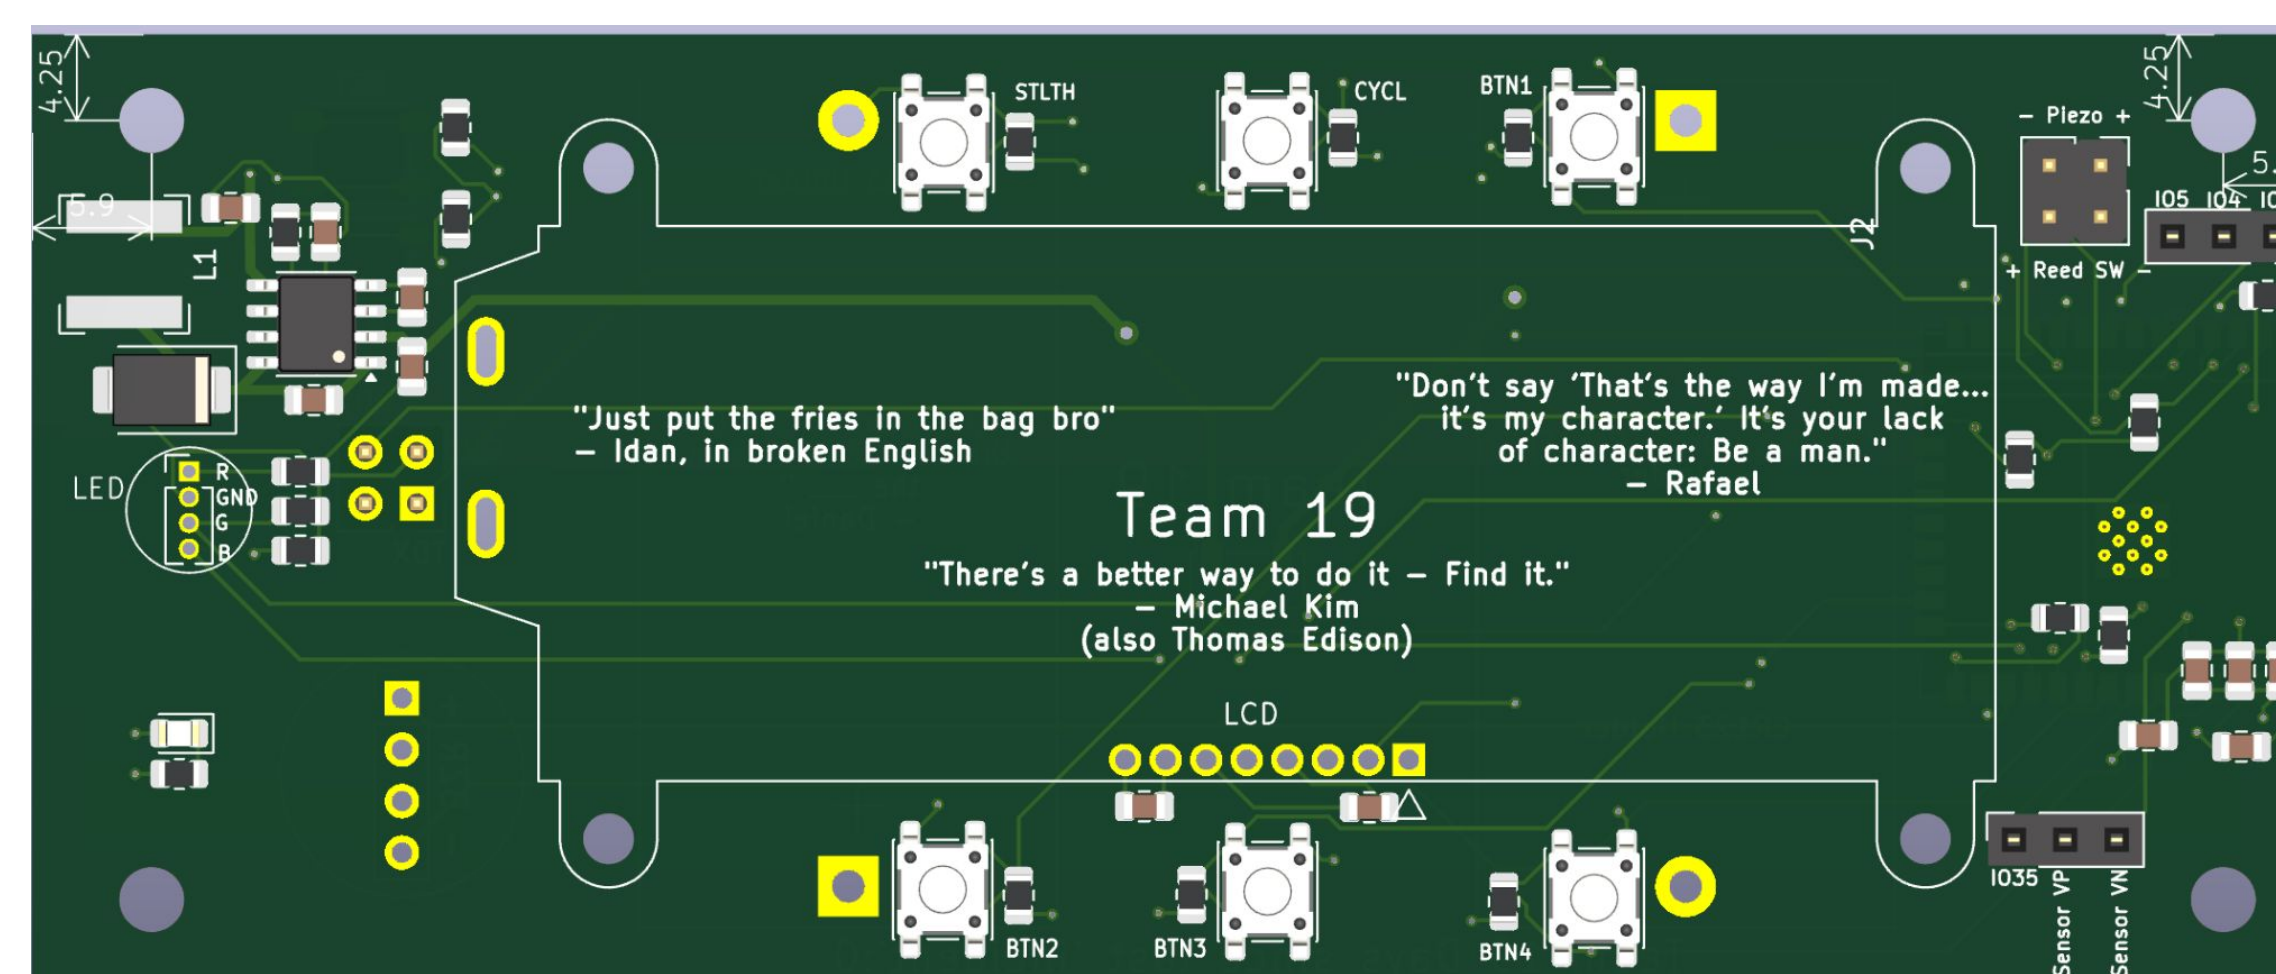 4.25
4.25
STLTH
CYCL
BTN1
- Piezo +
5.9
5.
IO5 IO4 IO
L1
J2
+ Reed SW -
"Just put the fries in the bag bro"
- Idan, in broken English
"Don't say 'That's the way I'm made...
it's my character.' It's your lack
of character: Be a man."
- Rafael
LED
R
GND
G
B
Team 19
"There's a better way to do it - Find it."
- Michael Kim
(also Thomas Edison)
LCD
IO35
Sensor VP
Sensor VN
BTN2
BTN3
BTN4